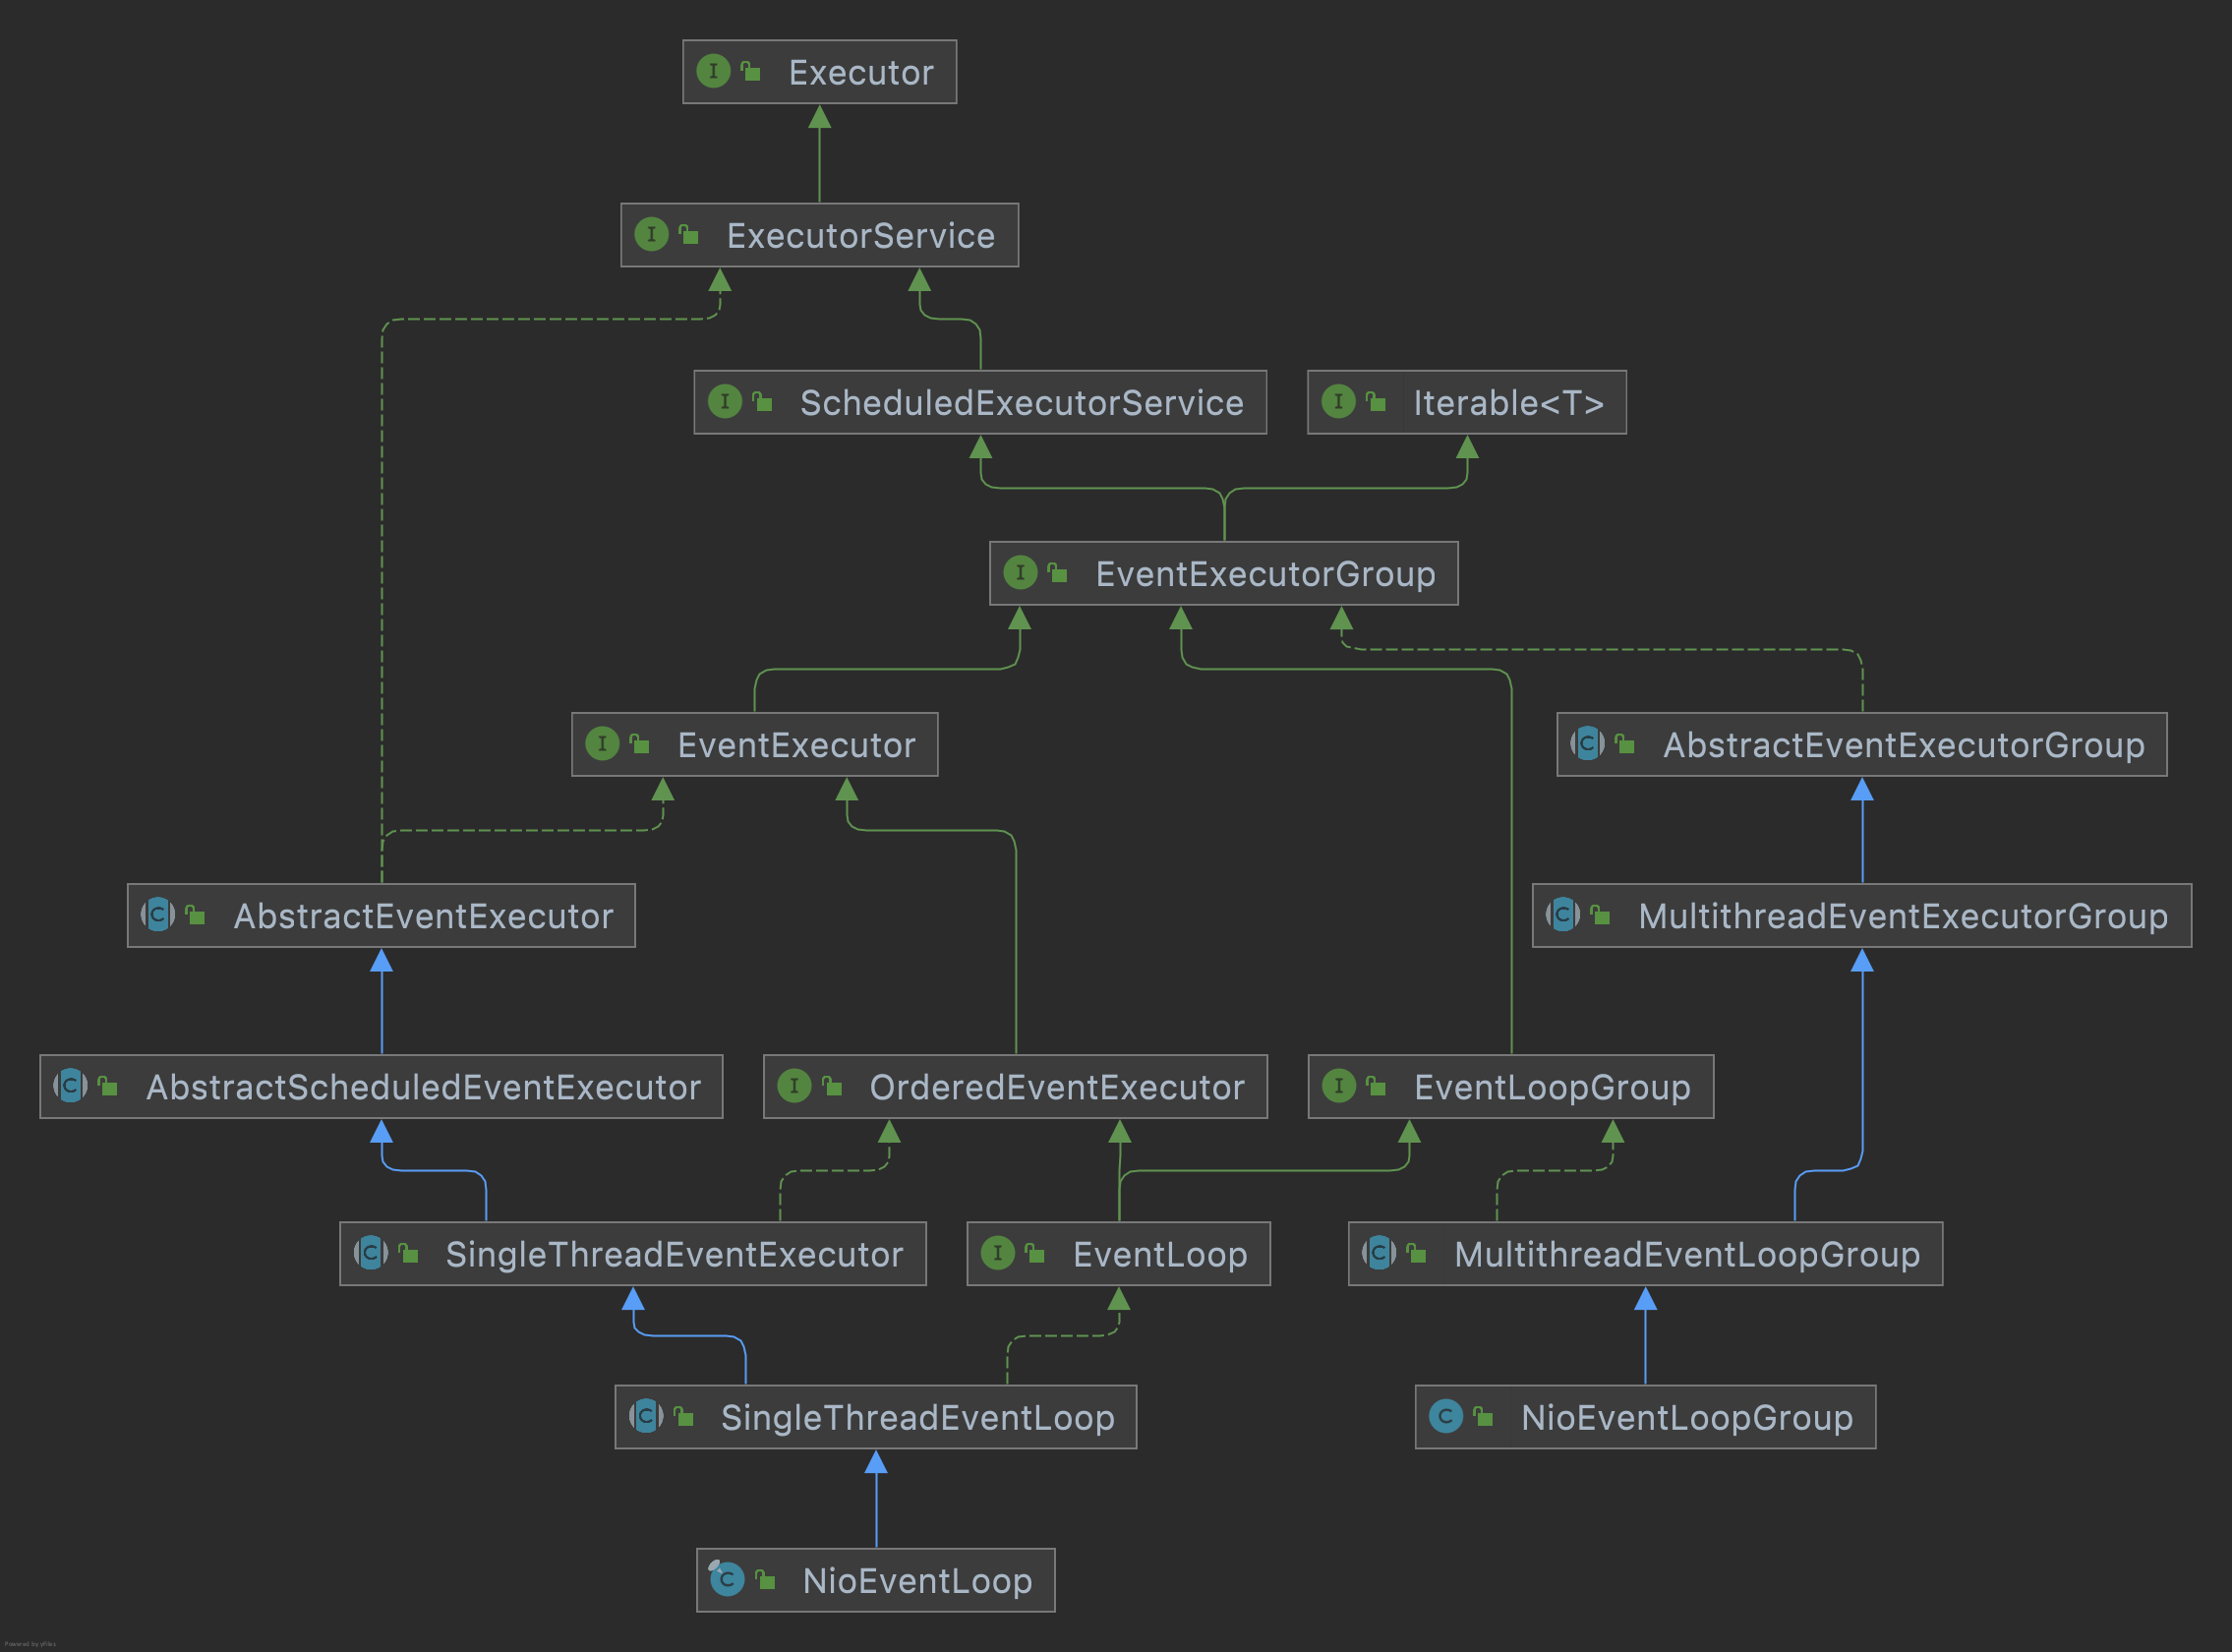 Executor
ExecutorService
ScheduledExecutorService
Iterable<T>
EventExecutorGroup
EventExecutor
AbstractEventExecutorGroup
AbstractEventExecutor
MultithreadEventExecutorGroup
AbstractScheduledEventExecutor
OrderedEventExecutor
EventLoopGroup
SingleThreadEventExecutor
EventLoop
MultithreadEventLoopGroup
SingleThreadEventLoop
NioEventLoopGroup
NioEventLoop
Powered by yFiles